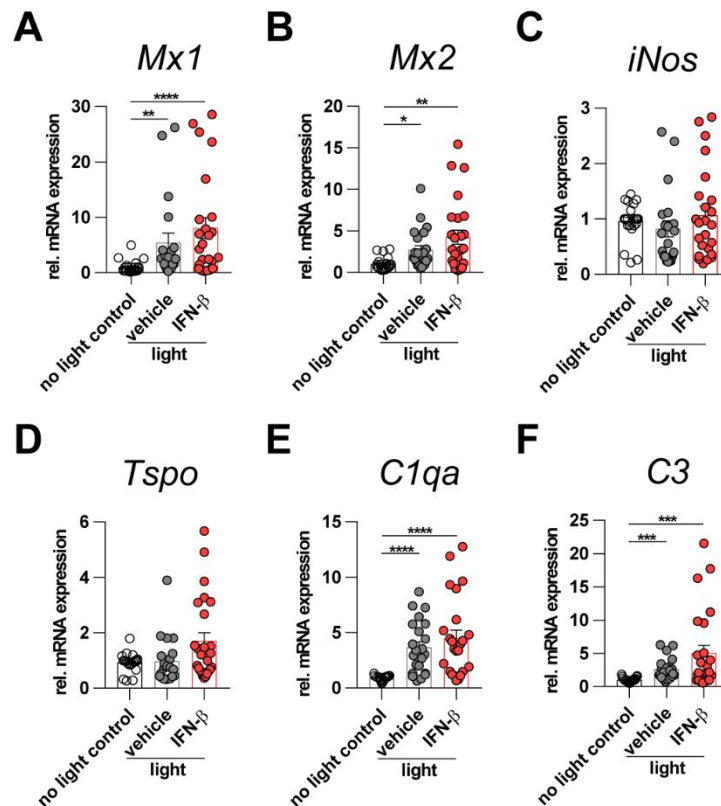 A
Mx1
rel. mRNA expression
30
20
10
0
****
**
no light control
vehicle
IFN-β
light
B
Mx2
rel. mRNA expression
20
15
10
5
0
**
*
no light control
vehicle
IFN-β
light
C
iNos
rel. mRNA expression
3
2
1
0
no light control
vehicle
IFN-β
light
D
Tspo
rel. mRNA expression
6
4
2
0
no light control
vehicle
IFN-β
light
E
C1qa
rel. mRNA expression
15
10
5
0
****
****
no light control
vehicle
IFN-β
light
F
C3
rel. mRNA expression
25
20
15
10
5
0
***
***
no light control
vehicle
IFN-β
light